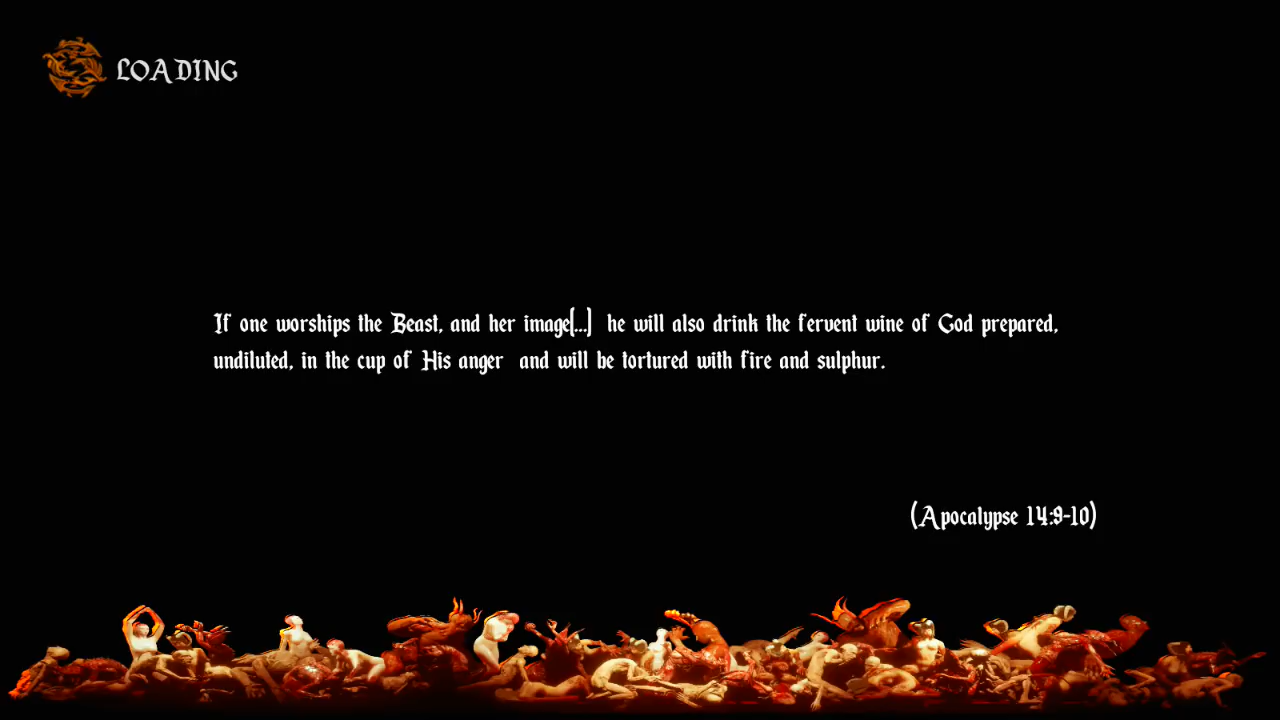 LOADING
If one worships the Beast, and her image(...)  he will also drink the fervent wine of God prepared,
undiluted, in the cup of His anger  and will be tortured with fire and sulphur.
(Apocalypse 14:9-10)